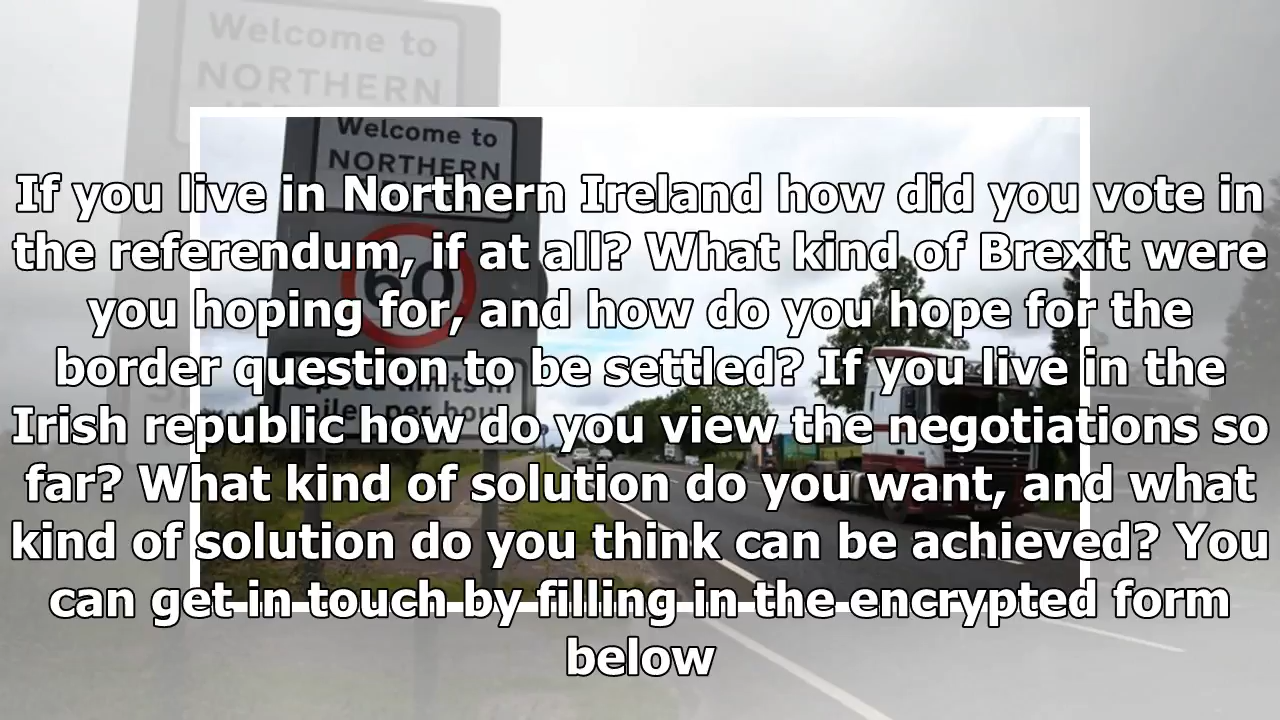 Welcome to
NORTHERN
Welcome to
NORTHERN
If you live in Northern Ireland how did you vote in
the referendum, if at all? What kind of Brexit were
you hoping for, and how do you hope for the
60
border question to be settled? If you live in the
Irish republic how do you view the negotiations so
far? What kind of solution do you want, and what
kind of solution do you think can be achieved? You
can get in touch by filling in the encrypted form
below